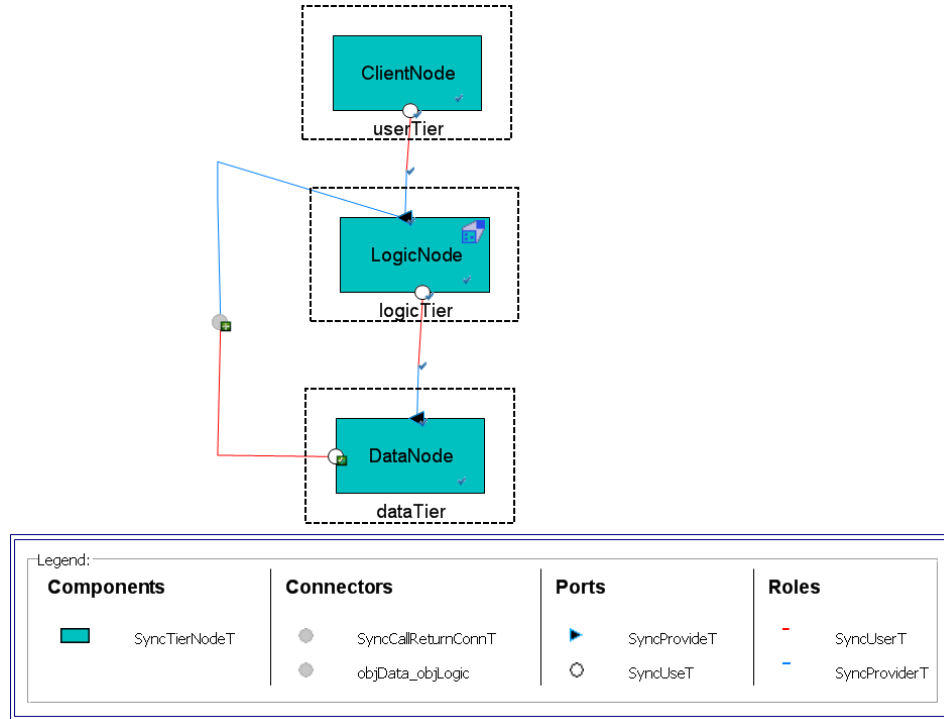 ClientNode
userTier
LogicNode
logicTier
DataNode
dataTier
Legend:
Components
Connectors
Ports
Roles
SyncTierNodeT
SyncCallReturnConnT
SyncProvideT
SyncUserT
objData_objLogic
SyncUseT
SyncProviderT